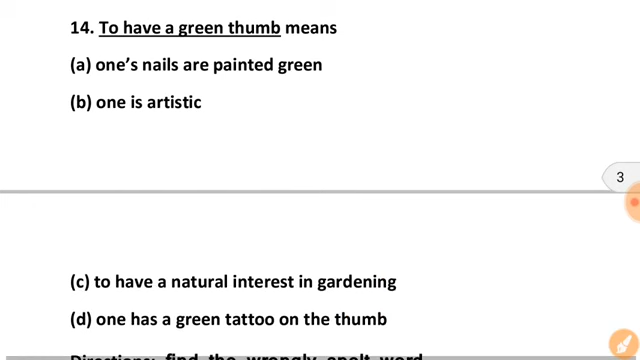 14. To have a green thumb means
(a) one's nails are painted green
(b) one is artistic
3
(c) to have a natural interest in gardening
(d) one has a green tattoo on the thumb
Directions: find the wrongly spelt word